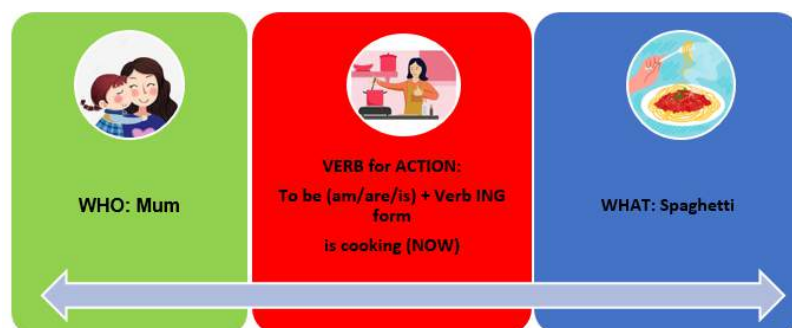 WHO: Mum
VERB for ACTION:
To be (am/are/is) + Verb ING
form
is cooking (NOW)
WHAT: Spaghetti